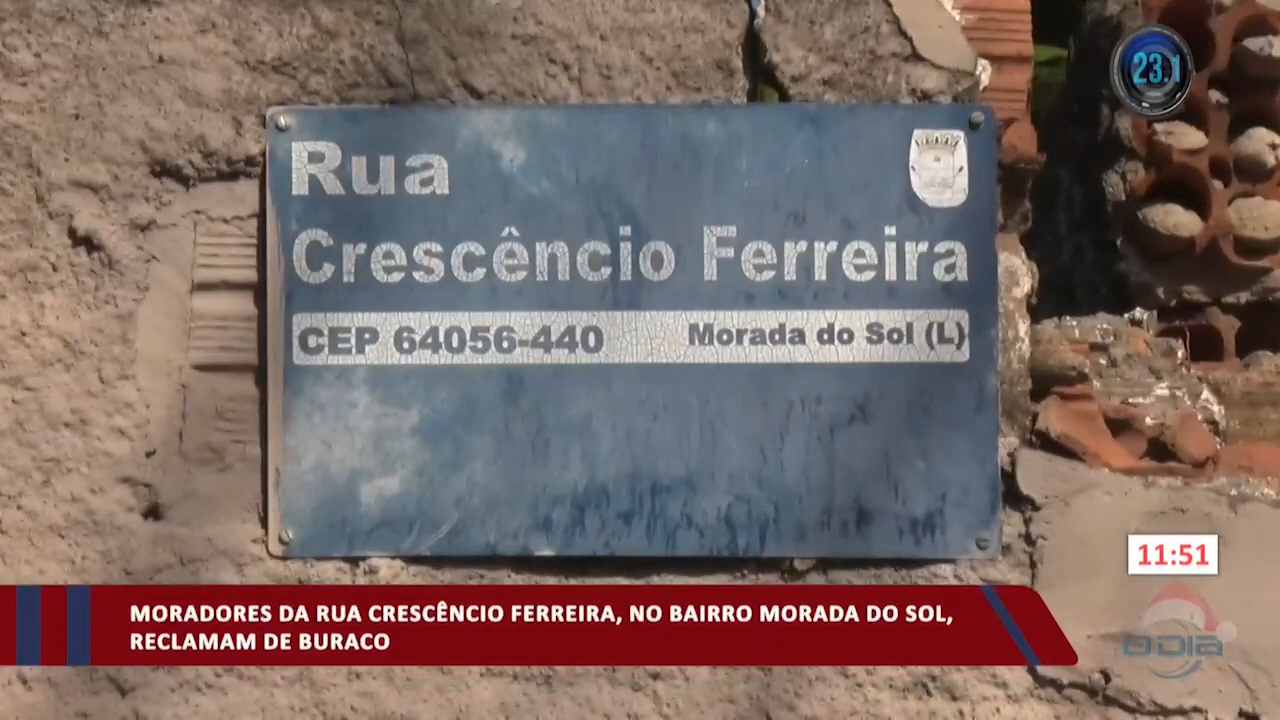 23.1
Rua
Crescêncio Ferreira
CEP 64056-440 Morada do Sol (L)
11:51
MORADORES DA RUA CRESCÊNCIO FERREIRA, NO BAIRRO MORADA DO SOL,
RECLAMAM DE BURACO
O DIA